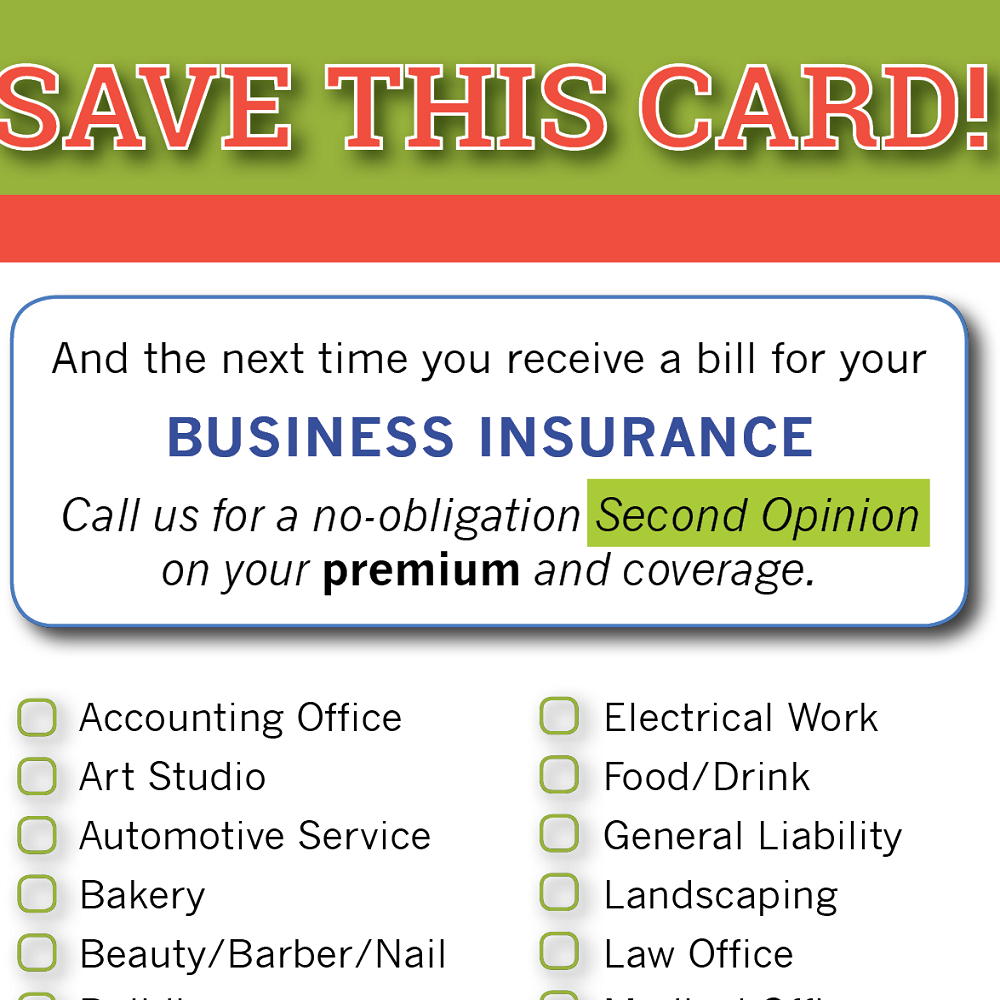 SAVE THIS CARD!
And the next time you receive a bill for your
BUSINESS INSURANCE
Call us for a no-obligation Second Opinion
on your premium and coverage.
Accounting Office
Art Studio
Automotive Service
Bakery
Beauty/Barber/Nail
Electrical Work
Food/Drink
General Liability
Landscaping
Law Office